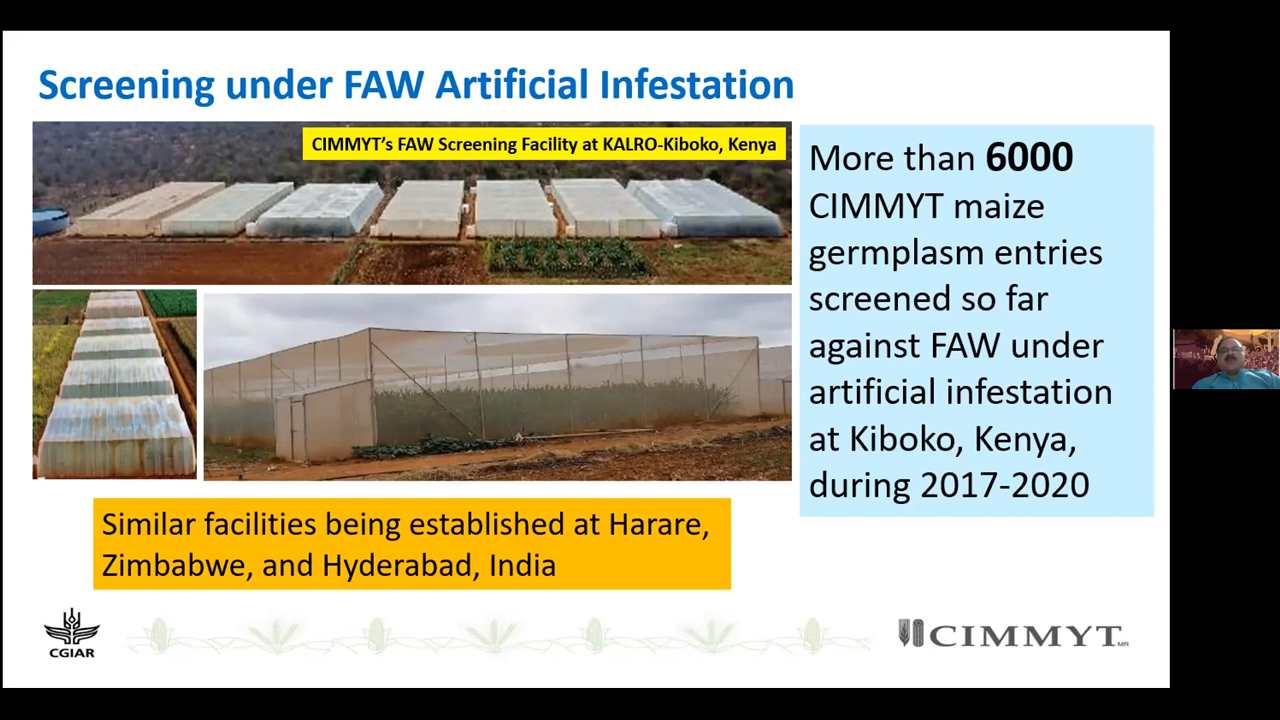 Screening under FAW Artificial Infestation
CIMMYT's FAW Screening Facility at KALRO-Kiboko, Kenya
More than 6000
CIMMYT maize
germplasm entries
screened so far
against FAW under
artificial infestation
at Kiboko, Kenya,
during 2017-2020
Similar facilities being established at Harare,
Zimbabwe, and Hyderabad, India
CGIAR
CIMMYT MR